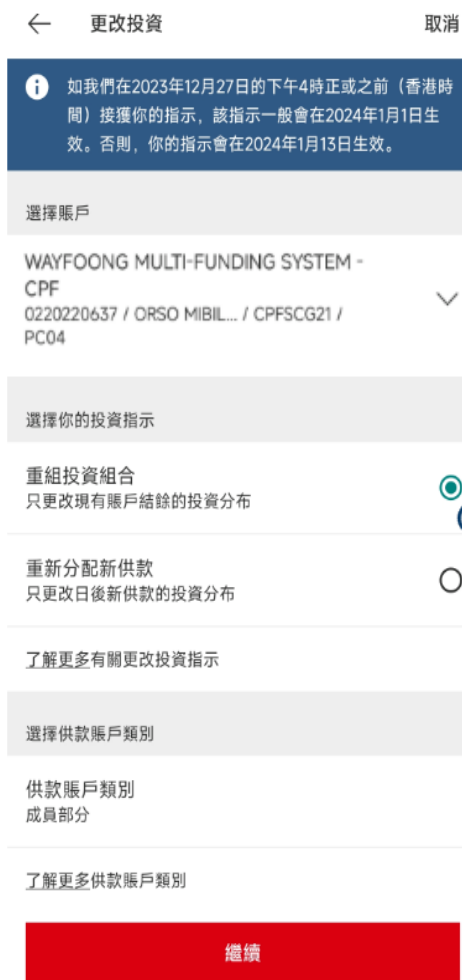 更改投資
取消
如我們在2023年12月27日的下午4時正或之前（香港時
間）接獲你的指示，該指示一般會在2024年1月1日生
效。否則，你的指示會在2024年1月13日生效。
選擇賬戶
WAYFOONG MULTI-FUNDING SYSTEM -
CPF
0220220637 / ORSO MIBIL... / CPFSCG21 /
PC04
選擇你的投資指示
重組投資組合
只更改現有賬戶結餘的投資分布
重新分配新供款
只更改日後新供款的投資分布
了解更多有關更改投資指示
選擇供款賬戶類別
供款賬戶類別
成員部分
了解更多供款賬戶類別
繼續